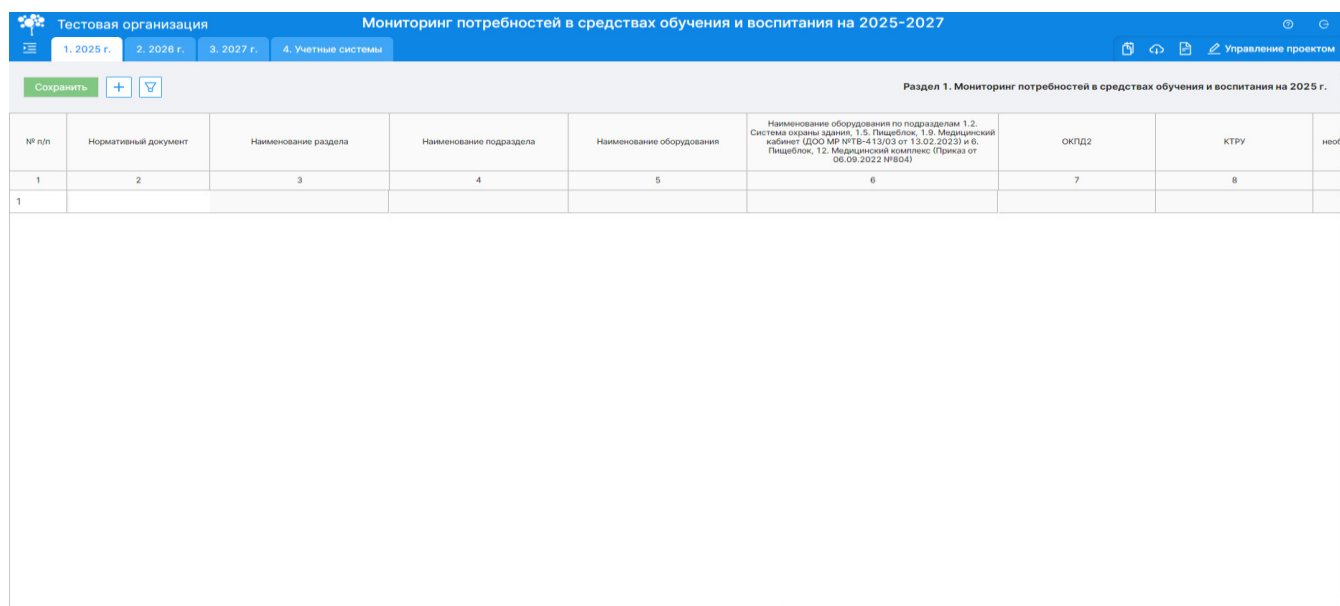 Тестовая организация
Мониторинг потребностей в средствах обучения и воспитания на 2025-2027
1. 2025 г.
2. 2026 г.
3. 2027 г.
4. Учетные системы
Управление проектом
Сохранить
Раздел 1. Мониторинг потребностей в средствах обучения и воспитания на 2025 г.
№ п/п
Нормативный документ
Наименование раздела
Наименование подраздела
Наименование оборудования
Наименование оборудования по подразделам 1.2.
Система охраны здания, 1.5. Пищеблок, 1.9. Медицинский
кабинет (ДОО МР №ТВ-413/03 от 13.02.2023) и 6.
Пищеблок, 12. Медицинский комплекс (Приказ от
06.09.2022 №804)
ОКПД2
КТРУ
необ
1
2
3
4
5
6
7
8
1